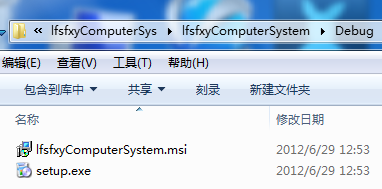 « lfsfxyComputerSys ▸ lfsfxyComputerSystem ▸ Debug
编辑(E) 查看(V) 工具(T) 帮助(H)
包含到库中 共享 刻录 新建文件夹
名称 修改日期
lfsfxyComputerSystem.msi 2012/6/29 12:53
setup.exe 2012/6/29 12:53